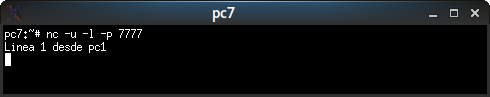 pc7
pc7:~# nc -u -l -p 7777
Linea 1 desde pc1